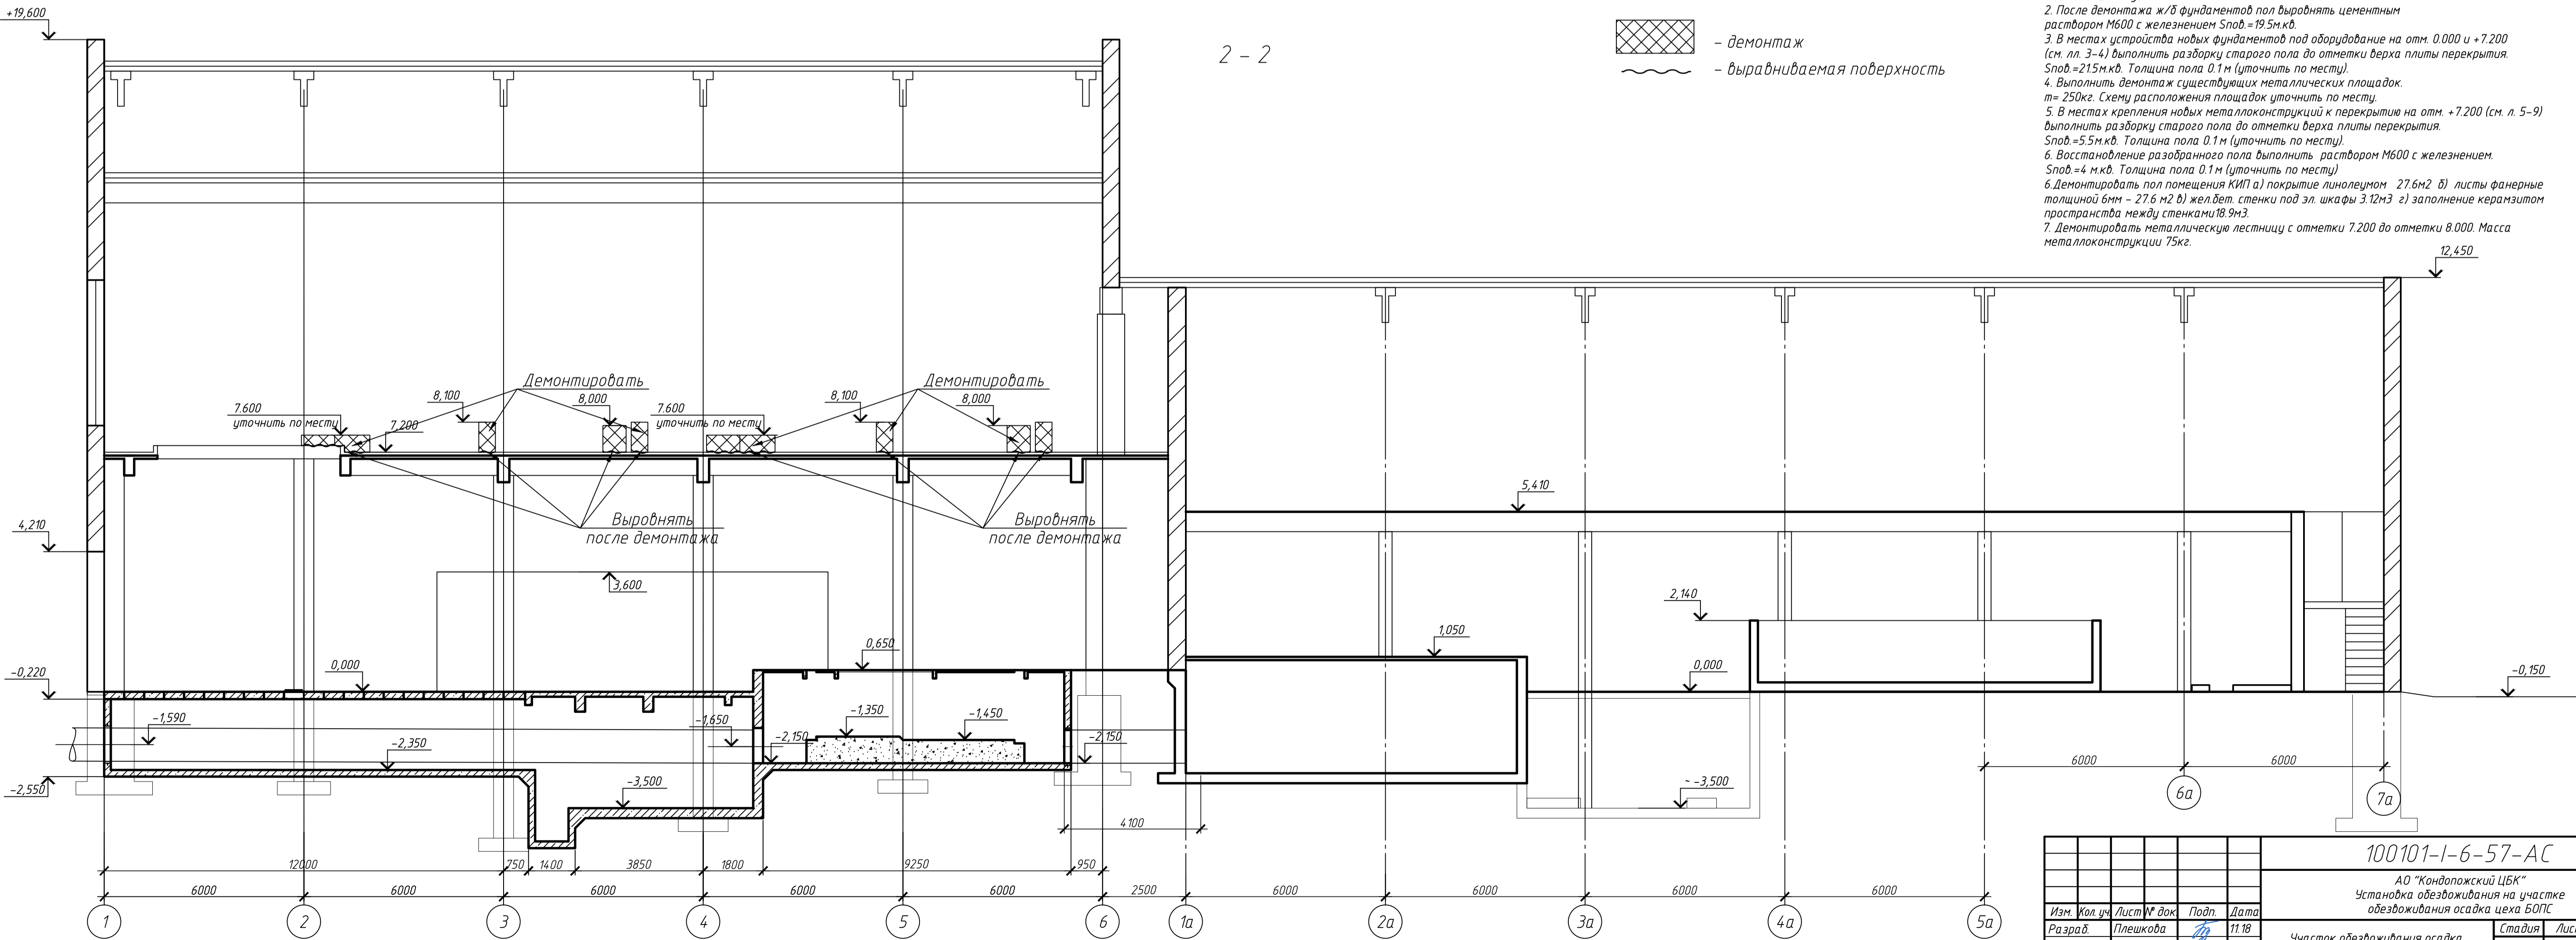 +19,600
2 – 2
– демонтаж
– выравниваемая поверхность
2. После демонтажа ж/б фундаментов пол выровнять цементным
раствором М600 с железнением Sпов.=19.5м.кв.
3. В местах устройства новых фундаментов под оборудование на отм. 0.000 и +7.200
(см. лл. 3-4) выполнить разборку старого пола до отметки верха плиты перекрытия.
Sпов.=21.5м.кв. Толщина пола 0.1 м (уточнить по месту).
4. Выполнить демонтаж существующих металлических площадок.
m= 250кг. Схему расположения площадок уточнить по месту.
5. В местах крепления новых металлоконструкций к перекрытию на отм. +7.200 (см. л. 5-9)
выполнить разборку старого пола до отметки верха плиты перекрытия.
Sпов.=5.5м.кв. Толщина пола 0.1 м (уточнить по месту).
6. Восстановление разобранного пола выполнить раствором М600 с железнением.
Sпов.=4 м.кв. Толщина пола 0.1 м (уточнить по месту)
6.Демонтировать пол помещения КИП а) покрытие линолеумом 27.6м2 б) листы фанерные
толщиной 6мм – 27.6 м2 в) жел.бет. стенки под эл. шкафы 3.12м3 г) заполнение керамзитом
пространства между стенками18.9м3.
7. Демонтировать металлическую лестницу с отметки 7.200 до отметки 8.000. Масса
металлоконструкции 75кг.
12,450
Демонтировать
Демонтировать
8,100
8,000
8,100
8,000
7.600
уточнить по месту
7,200
7.600
уточнить по месту
Выровнять
после демонтажа
Выровнять
после демонтажа
5,410
4,210
3,600
2,140
0,650
1,050
-0,220
0,000
0,000
-0,150
-1,590
-1,650
-1,350
-1,450
-2,150
-2,150
-2,350
-2,550
-3,500
~ -3,500
6000
6000
6а
7а
4100
12000
750
1400
3850
1800
9250
950
6000
6000
6000
6000
6000
2500
6000
6000
6000
6000
1
2
3
4
5
6
1а
2а
3а
4а
5а
100101-I-6-57-АС
АО "Кондопожский ЦБК"
Установка обезвоживания на участке
обезвоживания осадка цеха БОПС
Изм. Кол.уч. Лист № док. Подп. Дата
Разраб. Плешкова 11.18
Участок обезвоживания осадка
Стадия